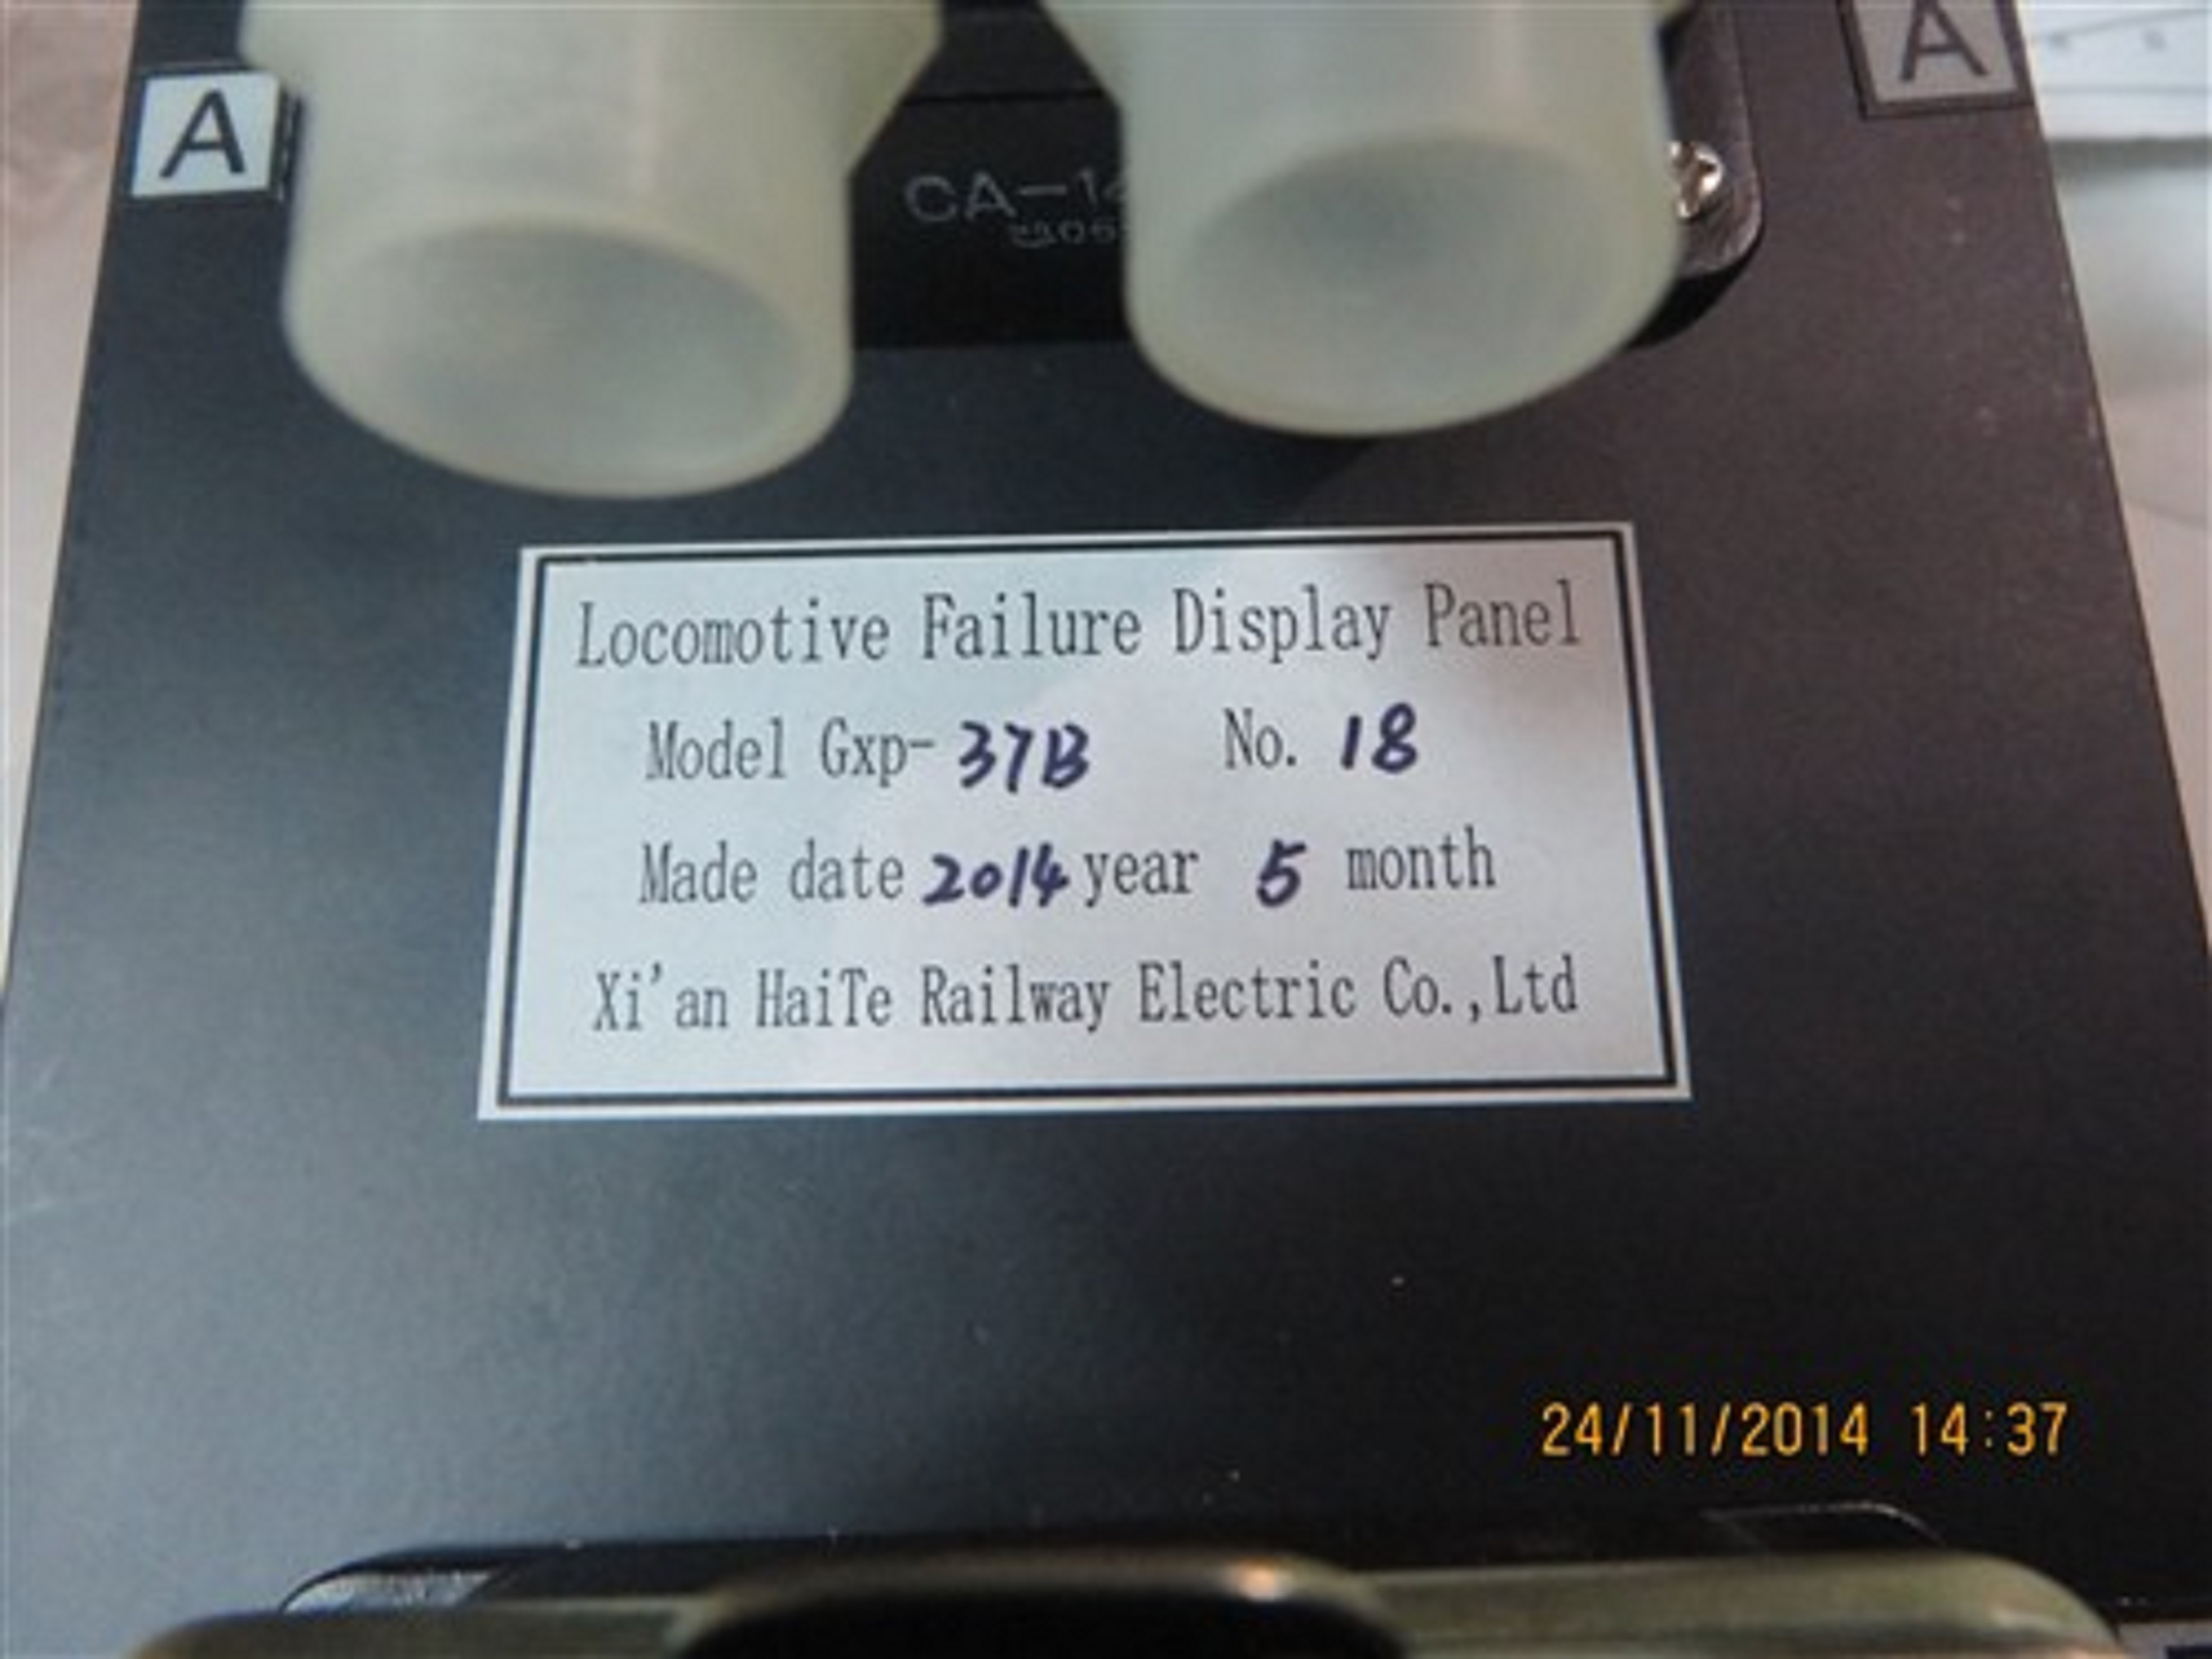 A
A
Locomotive Failure Display Panel
Model Gxp-37B No. 18
Made date 2014 year 5 month
Xi'an HaiTe Railway Electric Co.,Ltd
24/11/2014 14:37